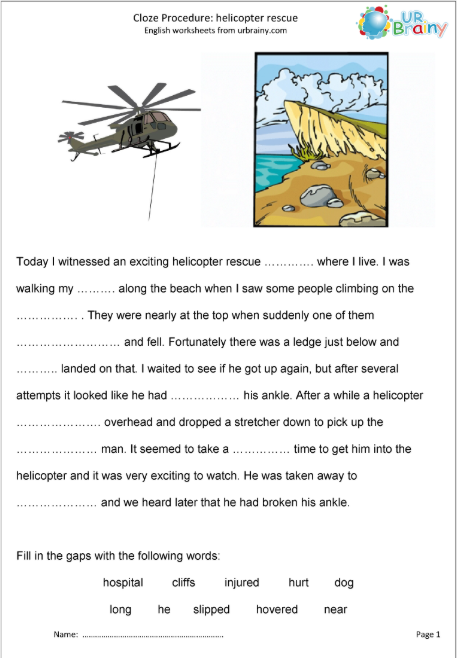 Cloze Procedure: helicopter rescue
English worksheets from urbrainy.com
UR
Brainy
Today I witnessed an exciting helicopter rescue …………. where I live. I was
walking my ………. along the beach when I saw some people climbing on the
……………. . They were nearly at the top when suddenly one of them
……………………… and fell. Fortunately there was a ledge just below and
……….. landed on that. I waited to see if he got up again, but after several
attempts it looked like he had ……………… his ankle. After a while a helicopter
…………………. overhead and dropped a stretcher down to pick up the
………………… man. It seemed to take a …………… time to get him into the
helicopter and it was very exciting to watch. He was taken away to
………………… and we heard later that he had broken his ankle.
Fill in the gaps with the following words:
hospital cliffs injured hurt dog
long he slipped hovered near
Name: ………………………………………………………… Page 1